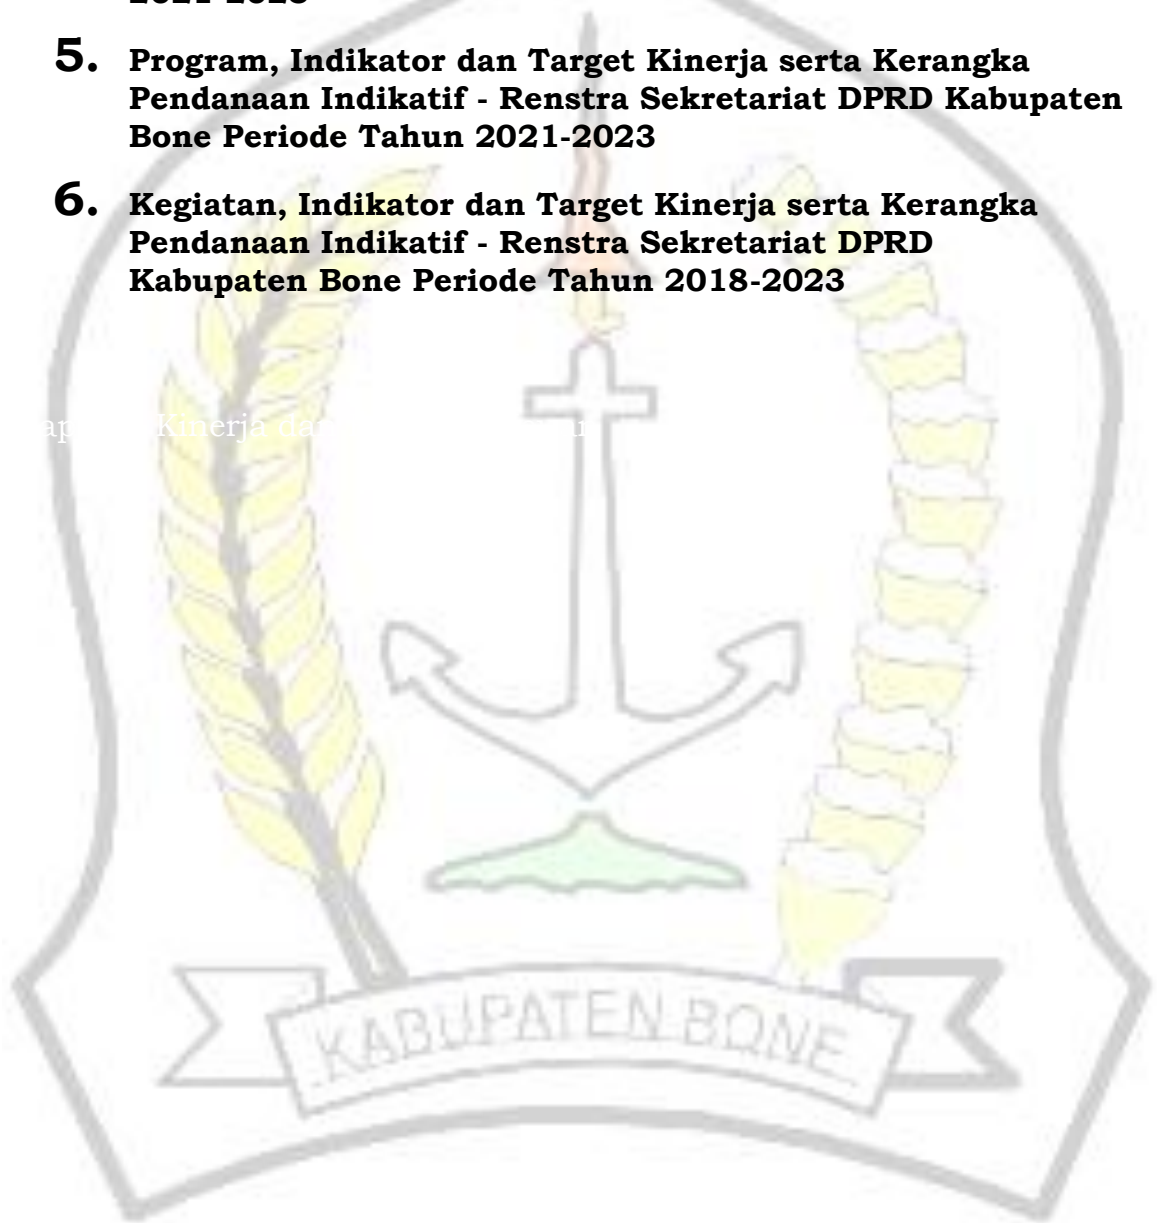 5. Program, Indikator dan Target Kinerja serta Kerangka
Pendanaan Indikatif - Renstra Sekretariat DPRD Kabupaten
Bone Periode Tahun 2021-2023
6. Kegiatan, Indikator dan Target Kinerja serta Kerangka
Pendanaan Indikatif - Renstra Sekretariat DPRD
Kabupaten Bone Periode Tahun 2018-2023
Kinerja
KABUPATEN BONE